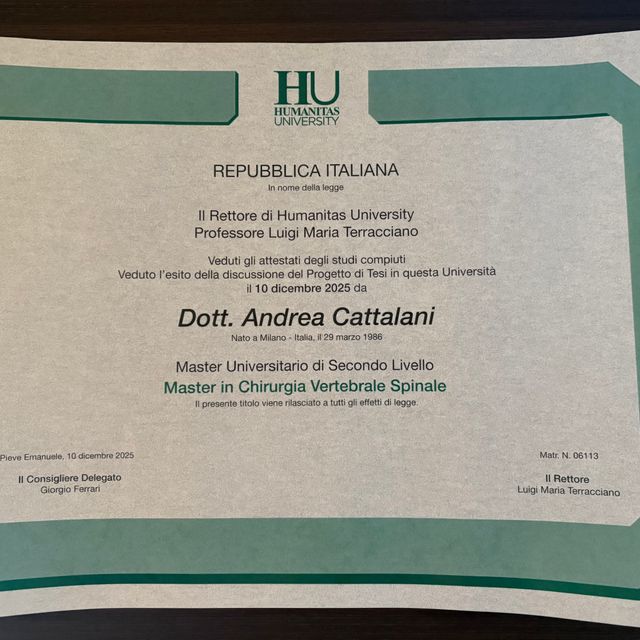 HU
HUMANITAS
UNIVERSITY
REPUBBLICA ITALIANA
In nome della legge
Il Rettore di Humanitas University
Professore Luigi Maria Terracciano
Veduti gli attestati degli studi compiuti
Veduto l'esito della discussione del Progetto di Tesi in questa Università
il 10 dicembre 2025 da
Dott. Andrea Cattalani
Nato a Milano - Italia, il 29 marzo 1986
Master Universitario di Secondo Livello
Master in Chirurgia Vertebrale Spinale
Il presente titolo viene rilasciato a tutti gli effetti di legge.
Pieve Emanuele, 10 dicembre 2025
Matr. N. 06113
Il Consigliere Delegato
Giorgio Ferrari
Il Rettore
Luigi Maria Terracciano